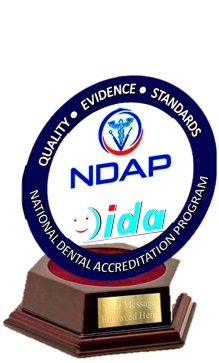 QUALITY • EVIDENCE • STANDARDS
NDAP
ida
NATIONAL DENTAL ACCREDITATION PROGRAM
Your Message
Engraved Here